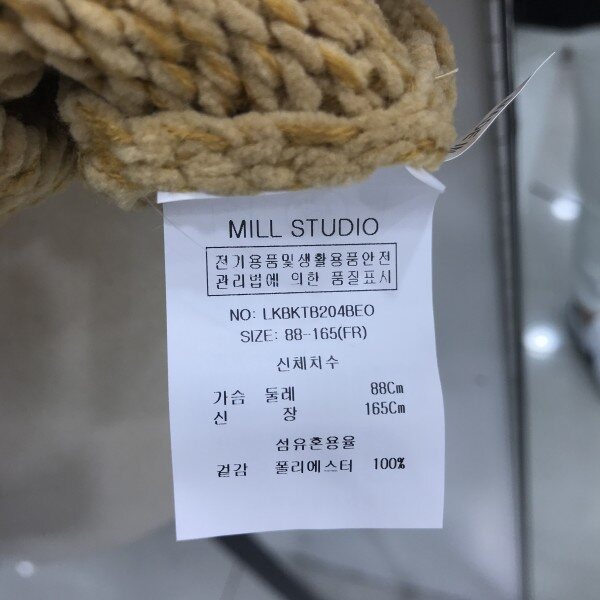 MILL STUDIO
전기용품및생활용품안전
관리법에 의한 품질표시
NO: LKBKTB204BEO
SIZE: 88-165(FR)
신체치수
가슴 둘레 88Cm
신 장 165Cm
섬유혼용율
겉감 폴리에스터 100%